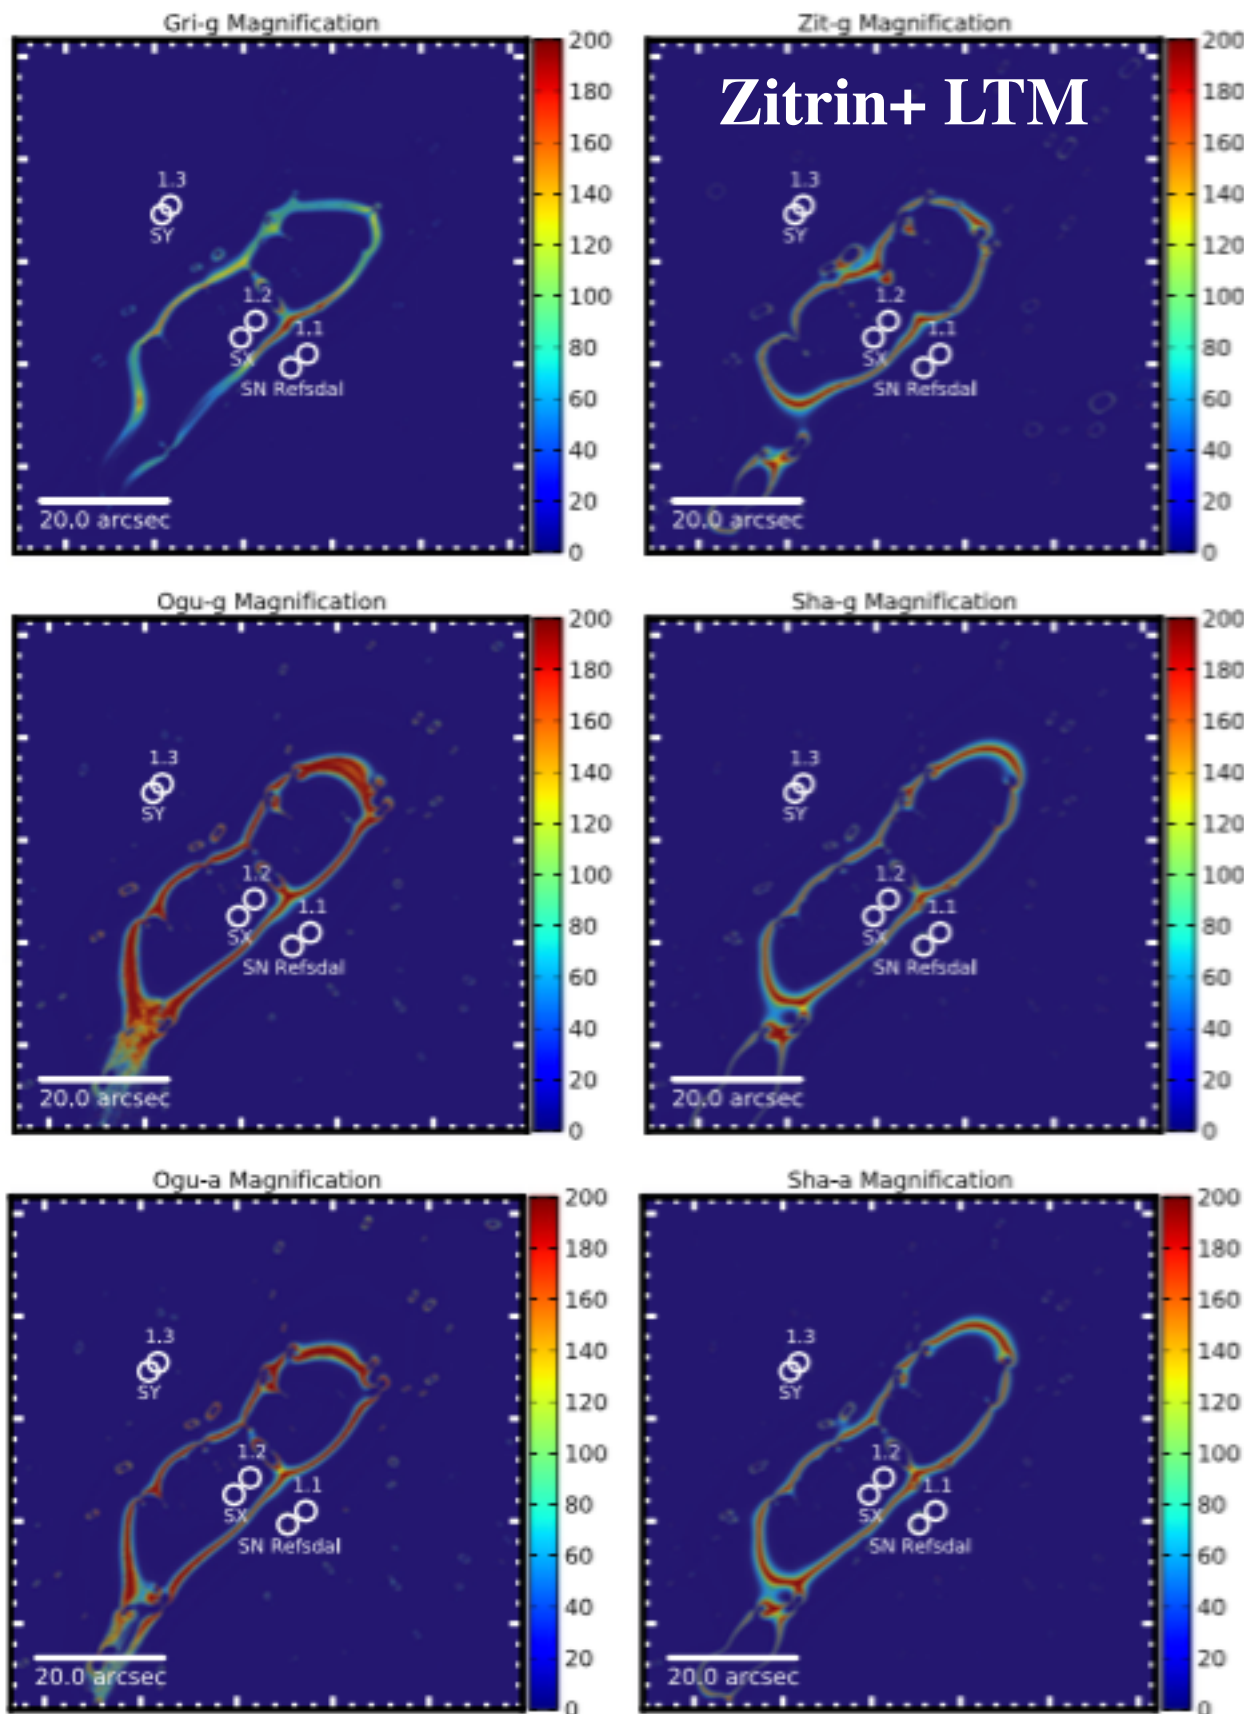 Gri-g Magnification
1.3
SY
1.2
SX
1.1
SN Refsdal
20.0 arcsec
200
180
160
140
120
100
80
60
40
20
0
Zit-g Magnification
Zitrin+ LTM
1.3
SY
1.2
SX
1.1
SN Refsdal
20.0 arcsec
200
180
160
140
120
100
80
60
40
20
0
Ogu-g Magnification
1.3
SY
1.2
SX
1.1
SN Refsdal
20.0 arcsec
200
180
160
140
120
100
80
60
40
20
0
Sha-g Magnification
1.3
SY
1.2
SX
1.1
SN Refsdal
20.0 arcsec
200
180
160
140
120
100
80
60
40
20
0
Ogu-a Magnification
1.3
SY
1.2
SX
1.1
SN Refsdal
20.0 arcsec
200
180
160
140
120
100
80
60
40
20
0
Sha-a Magnification
1.3
SY
1.2
SX
1.1
SN Refsdal
20.0 arcsec
200
180
160
140
120
100
80
60
40
20
0